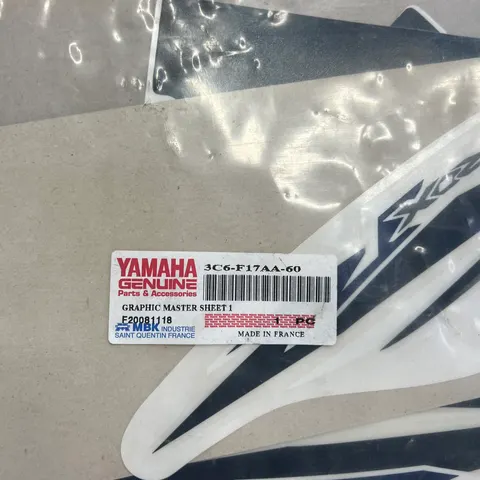 YAMAHA
GENUINE
Parts & Accessories
3C6-F17AA-60
GRAPHIC MASTER SHEET 1
F20081118
1 PC
MBK INDUSTRIE
SAINT QUENTIN FRANCE
MADE IN FRANCE